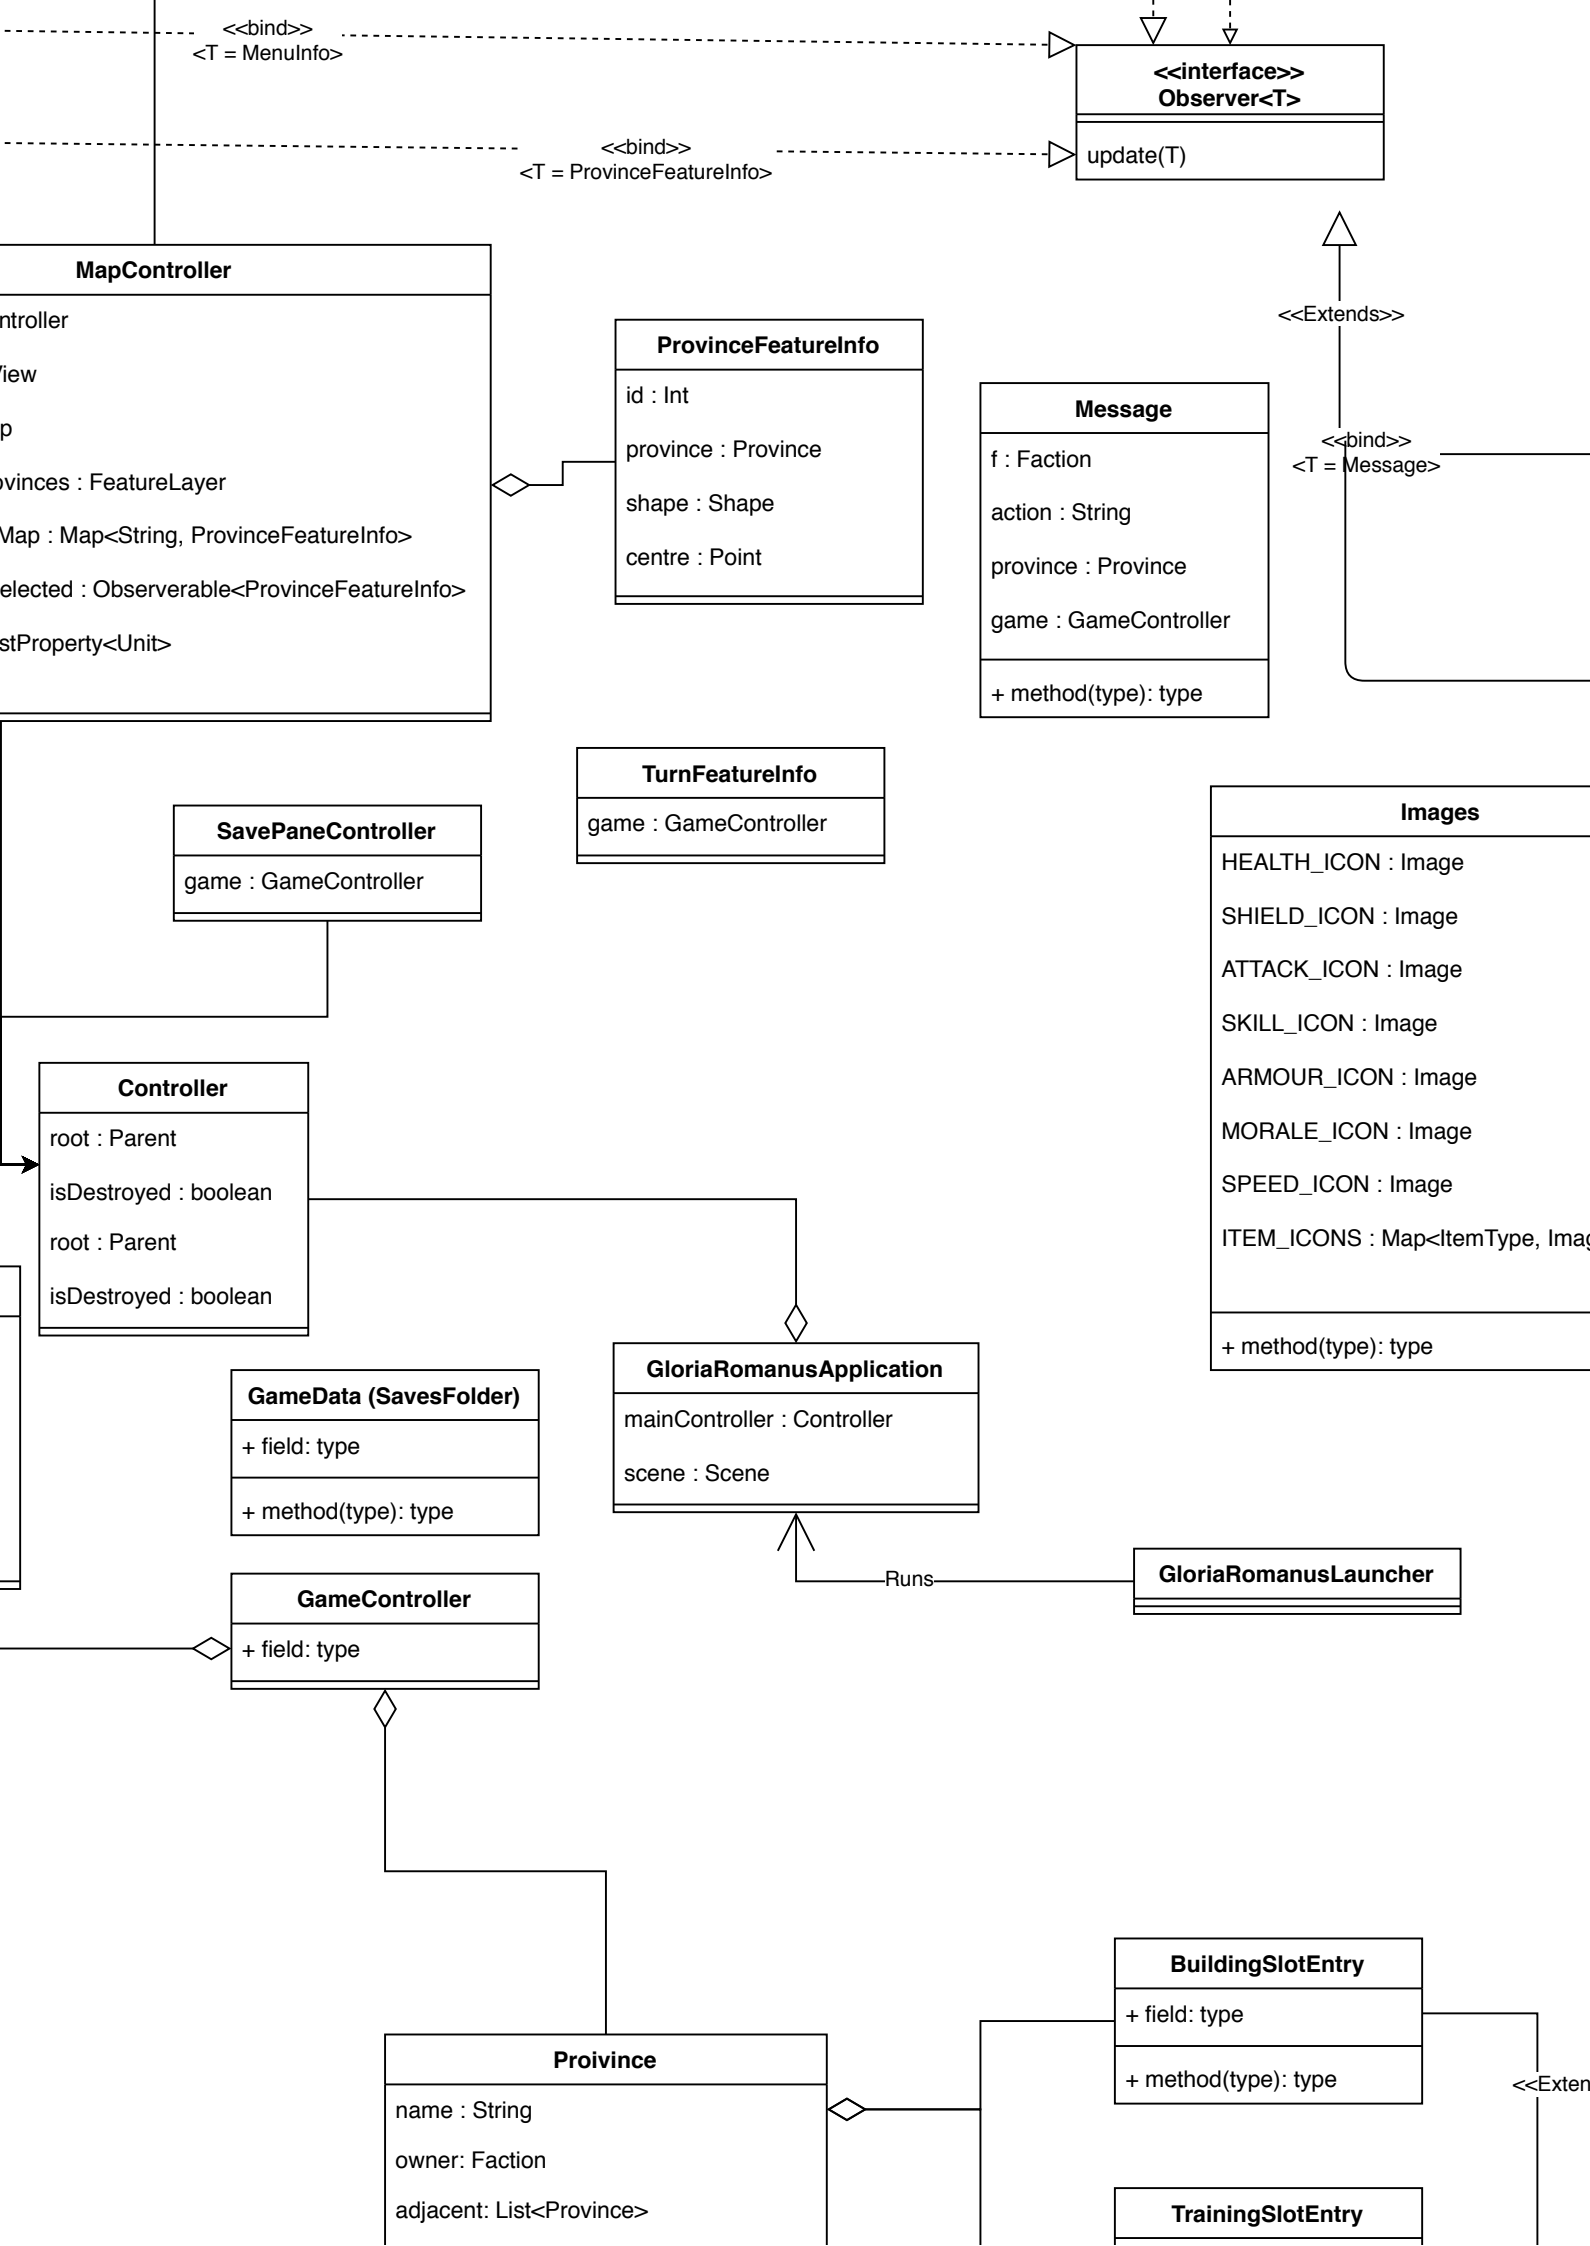 <<bind>>
<T = MenuInfo>
<<interface>>
Observer<T>
update(T)
<<bind>>
<T = ProvinceFeatureInfo>
MapController
ntroller
View
p
ovinces : FeatureLayer
Map : Map<String, ProvinceFeatureInfo>
elected : Observerable<ProvinceFeatureInfo>
stProperty<Unit>
ProvinceFeatureInfo
id : Int
province : Province
shape : Shape
centre : Point
Message
f : Faction
action : String
province : Province
game : GameController
+ method(type): type
<<Extends>>
<<bind>>
<T = Message>
TurnFeatureInfo
game : GameController
SavePaneController
game : GameController
Images
HEALTH_ICON : Image
SHIELD_ICON : Image
ATTACK_ICON : Image
SKILL_ICON : Image
ARMOUR_ICON : Image
MORALE_ICON : Image
SPEED_ICON : Image
ITEM_ICONS : Map<ItemType, Imag
+ method(type): type
Controller
root : Parent
isDestroyed : boolean
root : Parent
isDestroyed : boolean
GameData (SavesFolder)
+ field: type
+ method(type): type
GloriaRomanusApplication
mainController : Controller
scene : Scene
Runs
GloriaRomanusLauncher
GameController
+ field: type
BuildingSlotEntry
+ field: type
+ method(type): type
<<Exten
Proivince
name : String
owner: Faction
adjacent: List<Province>
TrainingSlotEntry